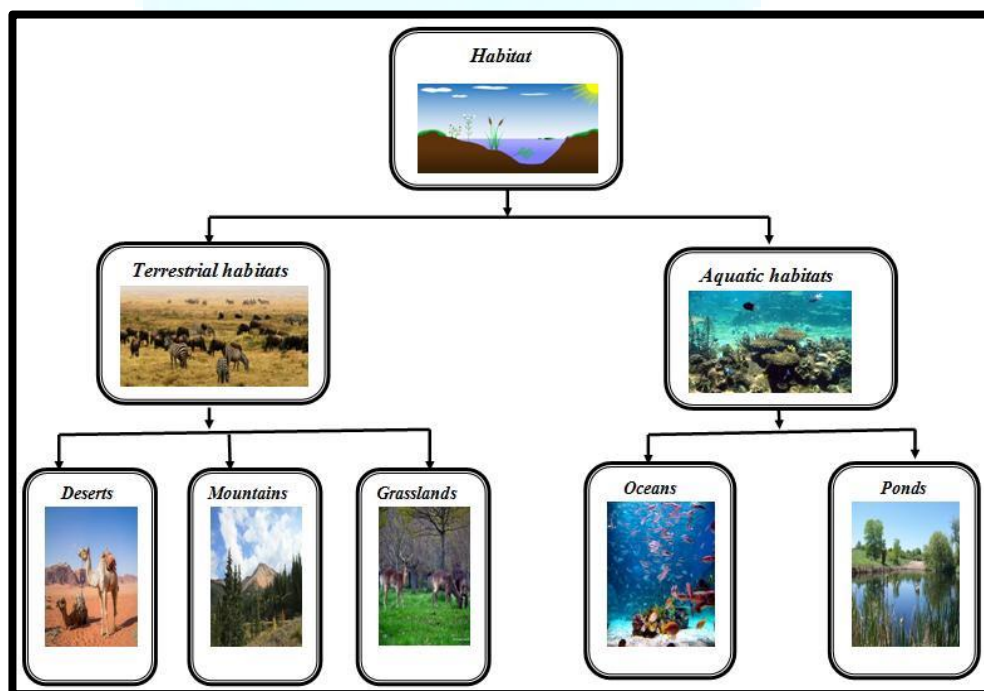 Habitat
Terrestrial habitats
Aquatic habitats
Deserts
Mountains
Grasslands
Oceans
Ponds